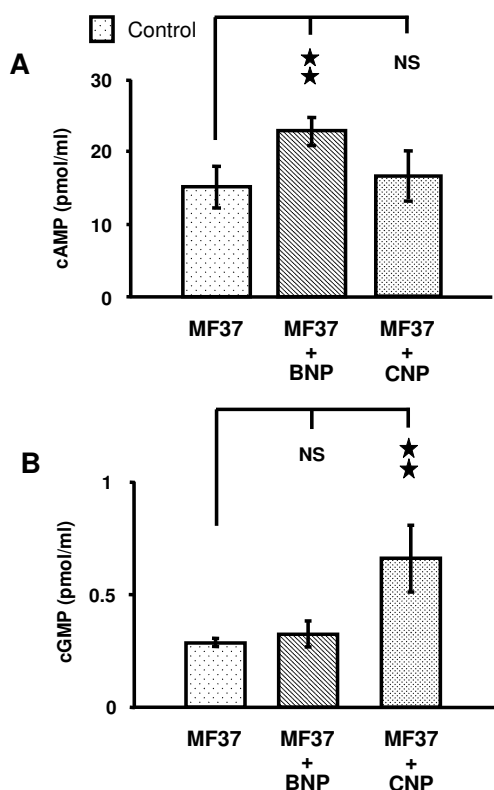 Control
A
NS
30
20
10
0
cAMP (pmol/ml)
MF37
MF37
+
BNP
MF37
+
CNP
B
NS
1
0.5
0
cGMP (pmol/ml)
MF37
MF37
+
BNP
MF37
+
CNP